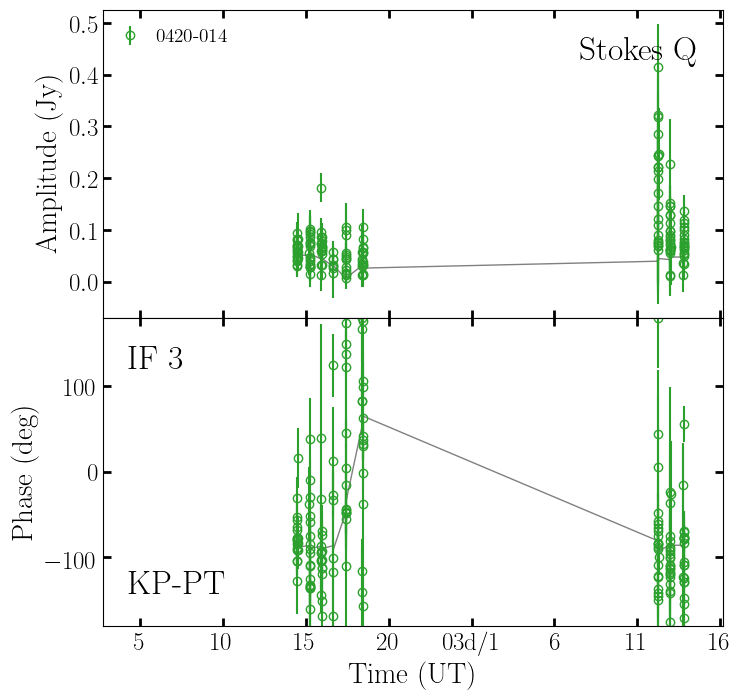 0420-014
Stokes Q
Amplitude (Jy)
0.5
0.4
0.3
0.2
0.1
0.0
IF 3
KP-PT
Phase (deg)
100
0
−100
5 10 15 20 03d/1 6 11 16
Time (UT)